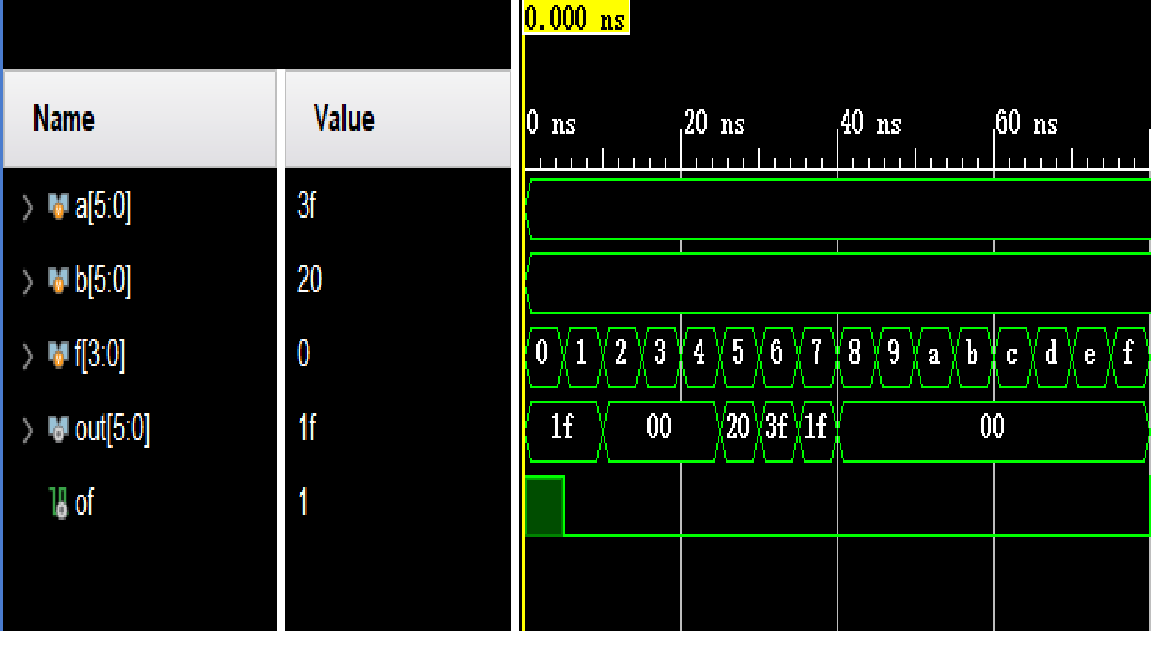 0.000 ns
Name Value
0 ns 20 ns 40 ns 60 ns
a[5:0] 3f
b[5:0] 20
f[3:0] 0 0 1 2 3 4 5 6 7 8 9 a b c d e f
out[5:0] 1f 1f 00 20 3f 1f 00
of 1